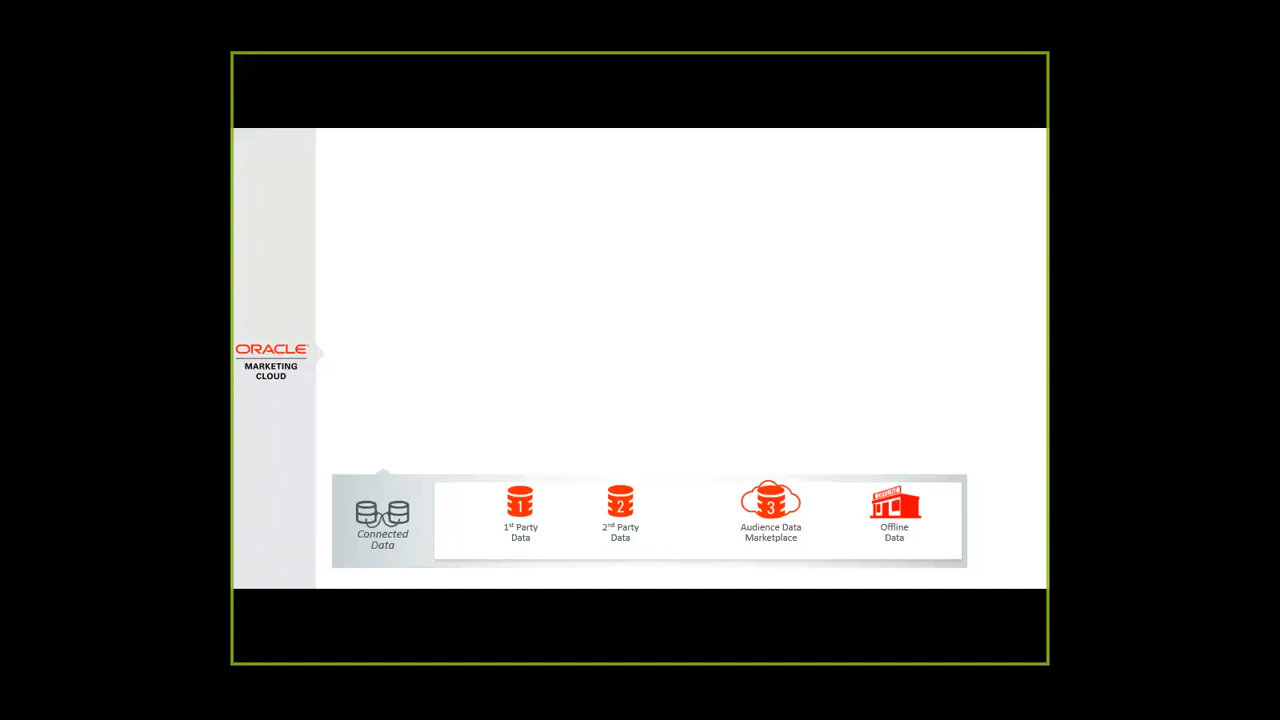 ORACLE
MARKETING
CLOUD
Connected
Data
1
1st Party
Data
2
2nd Party
Data
3
Audience Data
Marketplace
Offline
Data